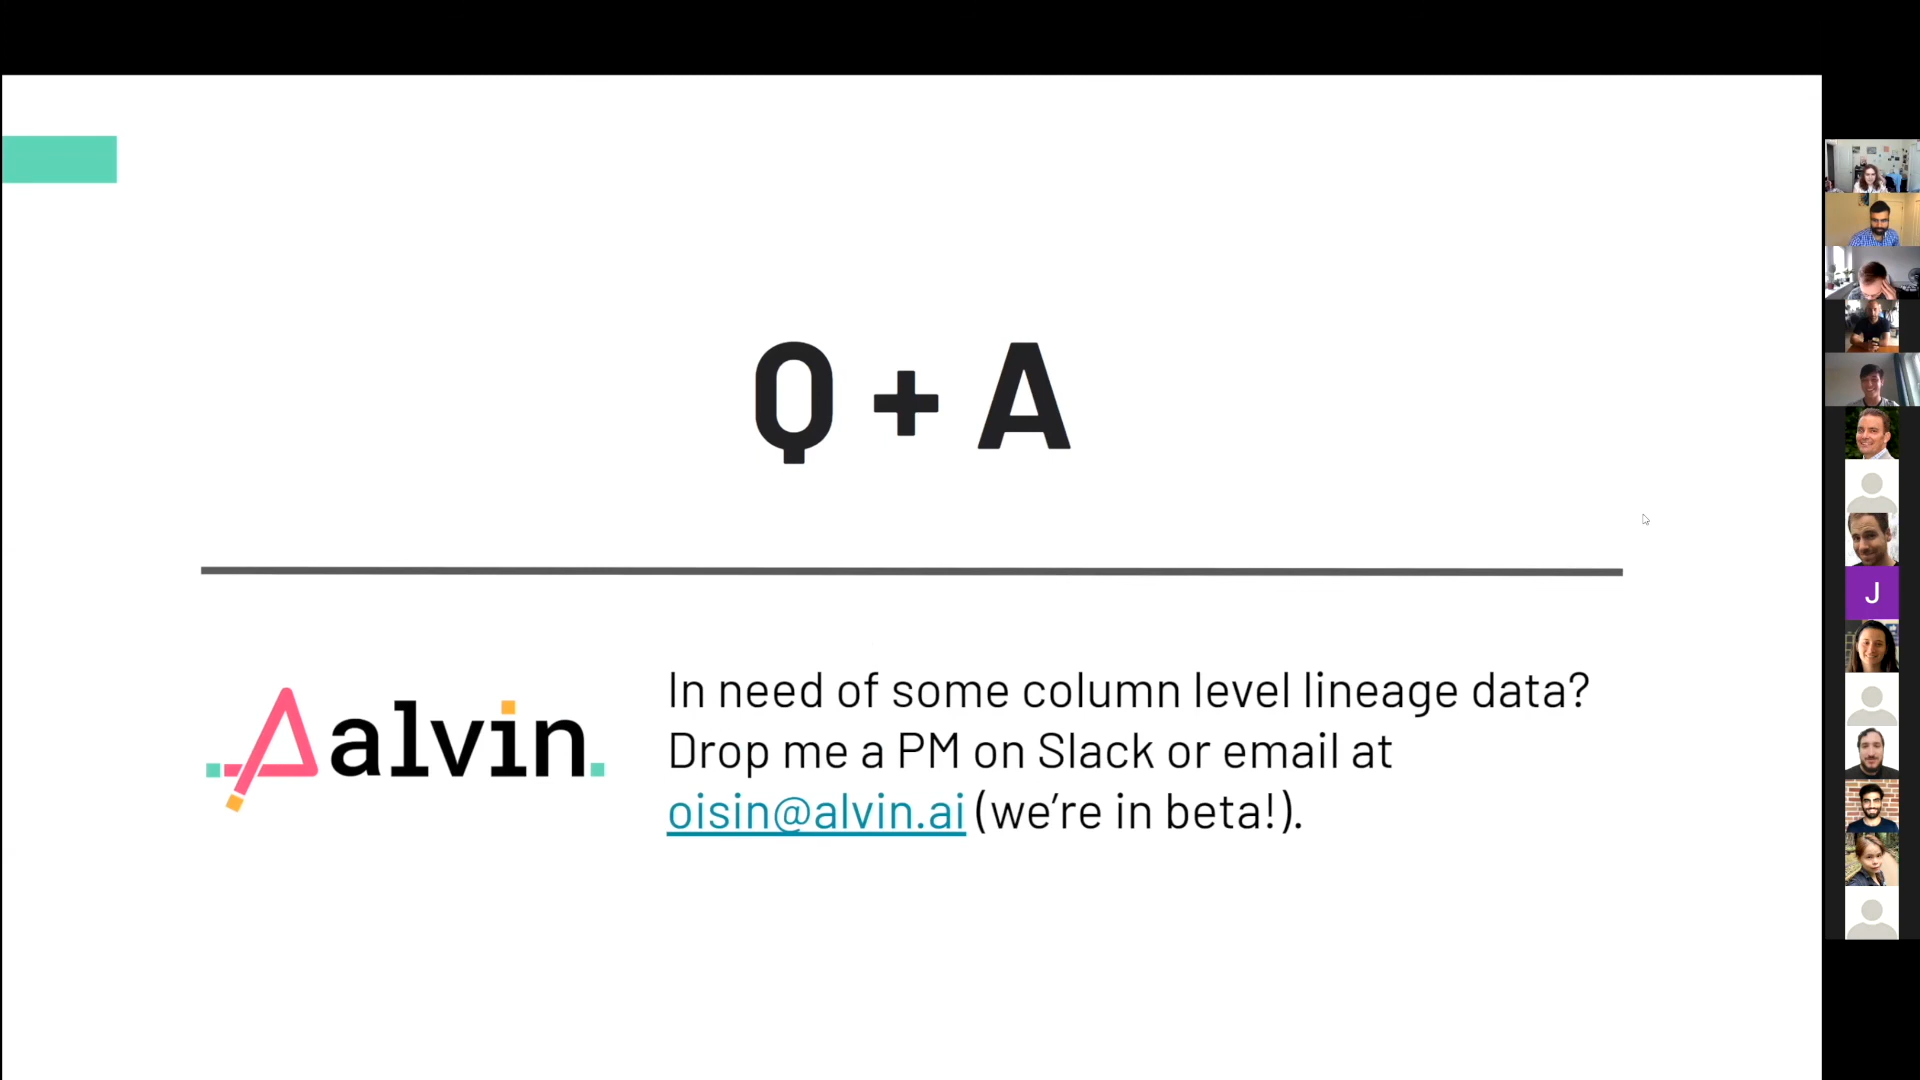 Q + A
alvin.
In need of some column level lineage data?
Drop me a PM on Slack or email at
oisin@alvin.ai (we're in beta!).
J